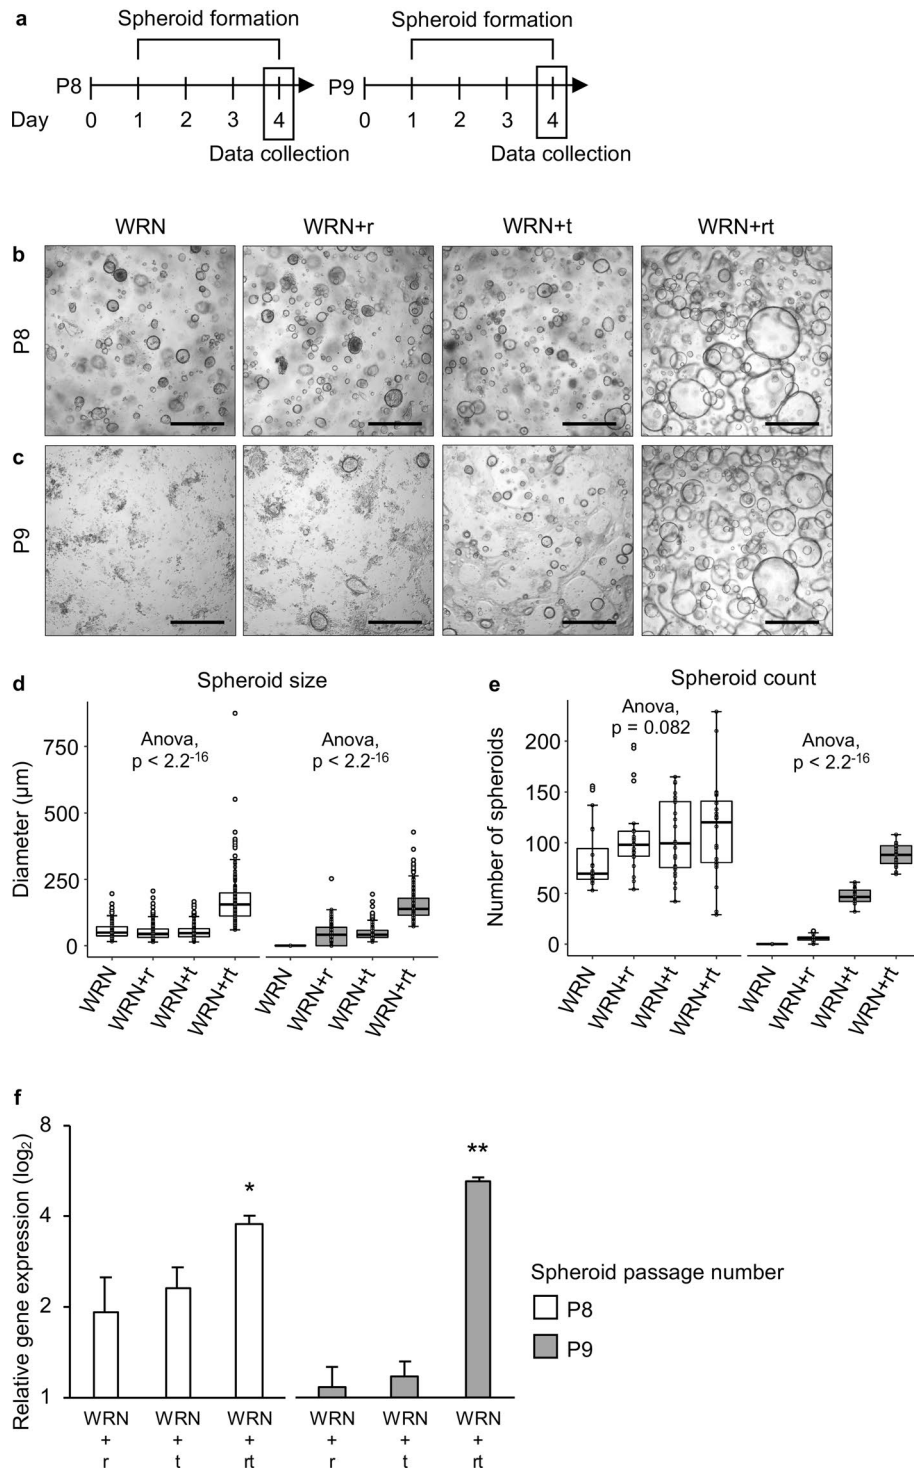 a
Spheroid formation
Spheroid formation
P8
P9
Day
0 1 2 3 4
0 1 2 3 4
Data collection
Data collection
WRN WRN+r WRN+t WRN+rt
b
P8
c
P9
d
Spheroid size
Diameter (µm)
750
500
250
0
Anova,
p < 2.2-16
Anova,
p < 2.2-16
WRN WRN+r WRN+t WRN+rt
WRN WRN+r WRN+t WRN+rt
e
Spheroid count
Number of spheroids
200
150
100
50
0
Anova,
p = 0.082
Anova,
p < 2.2-16
WRN WRN+r WRN+t WRN+rt
WRN WRN+r WRN+t WRN+rt
f
Relative gene expression (log2)
8
4
2
1
*
**
WRN WRN WRN WRN WRN WRN
+ + + + + +
r t rt r t rt
Spheroid passage number
P8
P9